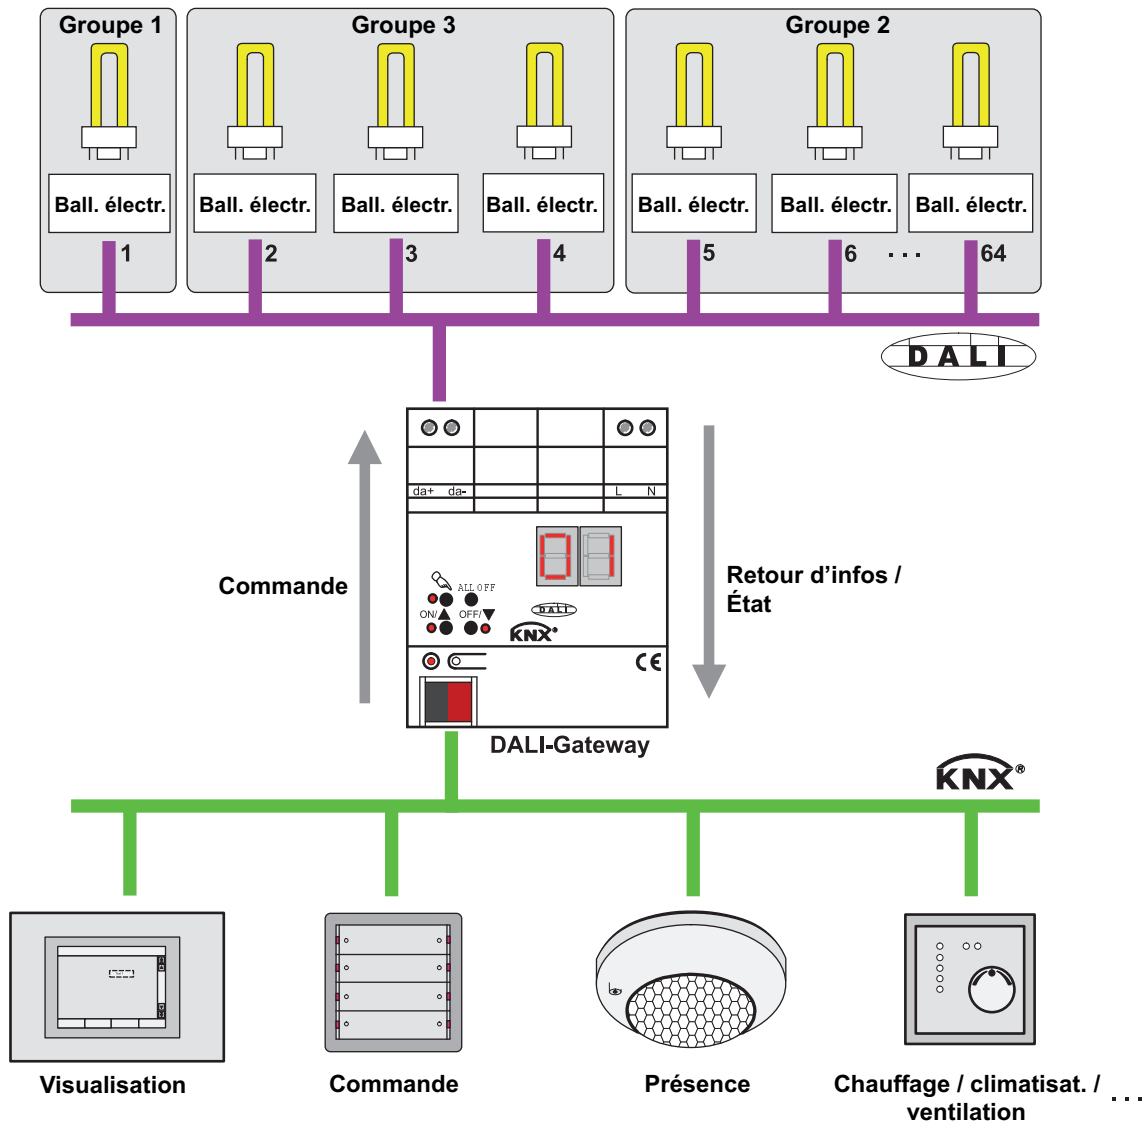 Groupe 1
Groupe 3
Groupe 2
Ball. électr.
Ball. électr.
Ball. électr.
Ball. électr.
Ball. électr.
Ball. électr.
Ball. électr.
1
2
3
4
5
6
...
64
DALI
da+ da-
L N
Commande
01
Retour d'infos /
État
ALL OFF
ON/▲ OFF/▼
DALI
KNX®
CE
DALI-Gateway
KNX®
Visualisation
Commande
Présence
Chauffage / climatisat. /
ventilation
...